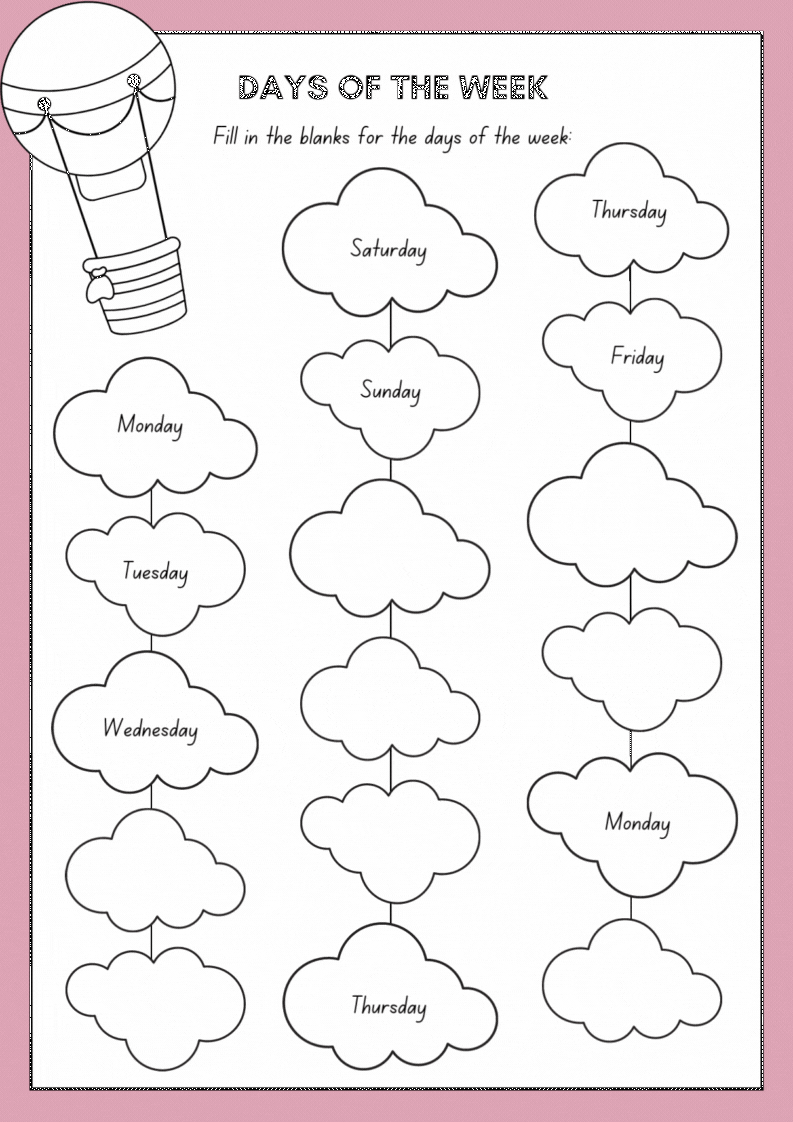 DAYS OF THE WEEK
Fill in the blanks for the days of the week:
Monday
Tuesday
Wednesday
Saturday
Sunday
Thursday
Thursday
Friday
Monday